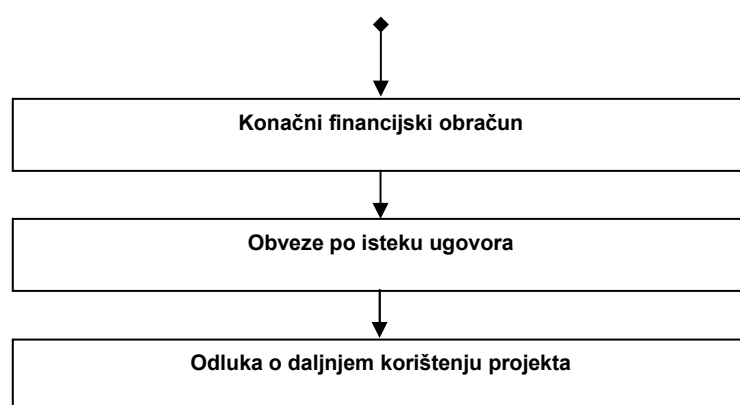 Konačni financijski obračun
Obveze po isteku ugovora
Odluka o daljnjem korištenju projekta